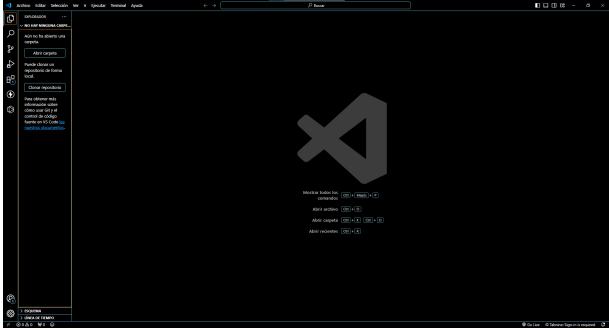 Archivo Editar Selección Ver Ir Ejecutar Terminal Ayuda
Buscar
EXPLORADOR
NO HAY NINGUNA CARPE...
Aún no ha abierto una
carpeta.
Abrir carpeta
Puede clonar un
repositorio de forma
local.
Clonar repositorio
Para obtener más
información sobre
cómo usar Git y el
control de código
fuente en VS Code lea
nuestros documentos.
Mostrar todos los
comandos Ctrl + Mayús + P
Abrir archivo Ctrl + O
Abrir carpeta Ctrl + K Ctrl + O
Abrir recientes Ctrl + R
ESQUEMA
LÍNEA DE TIEMPO
0 0 0
Go Live Tabnine: Sign-in is required